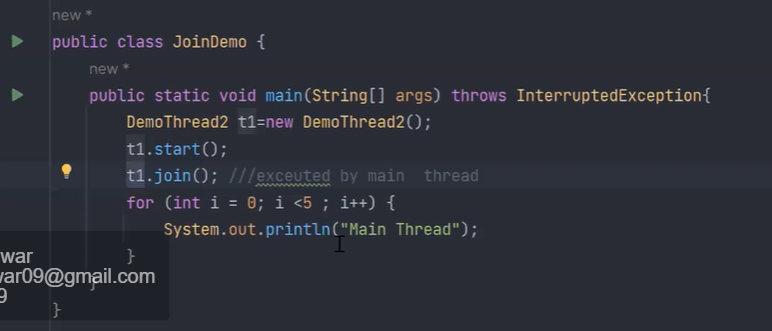 new *
public class JoinDemo {
new *
public static void main(String[] args) throws InterruptedException{
DemoThread2 t1=new DemoThread2();
t1.start();
t1.join(); ///exceuted by main thread
for (int i = 0; i <5 ; i++) {
System.out.println("Main Thread");
war
}
war09@gmail.com
}
9
}